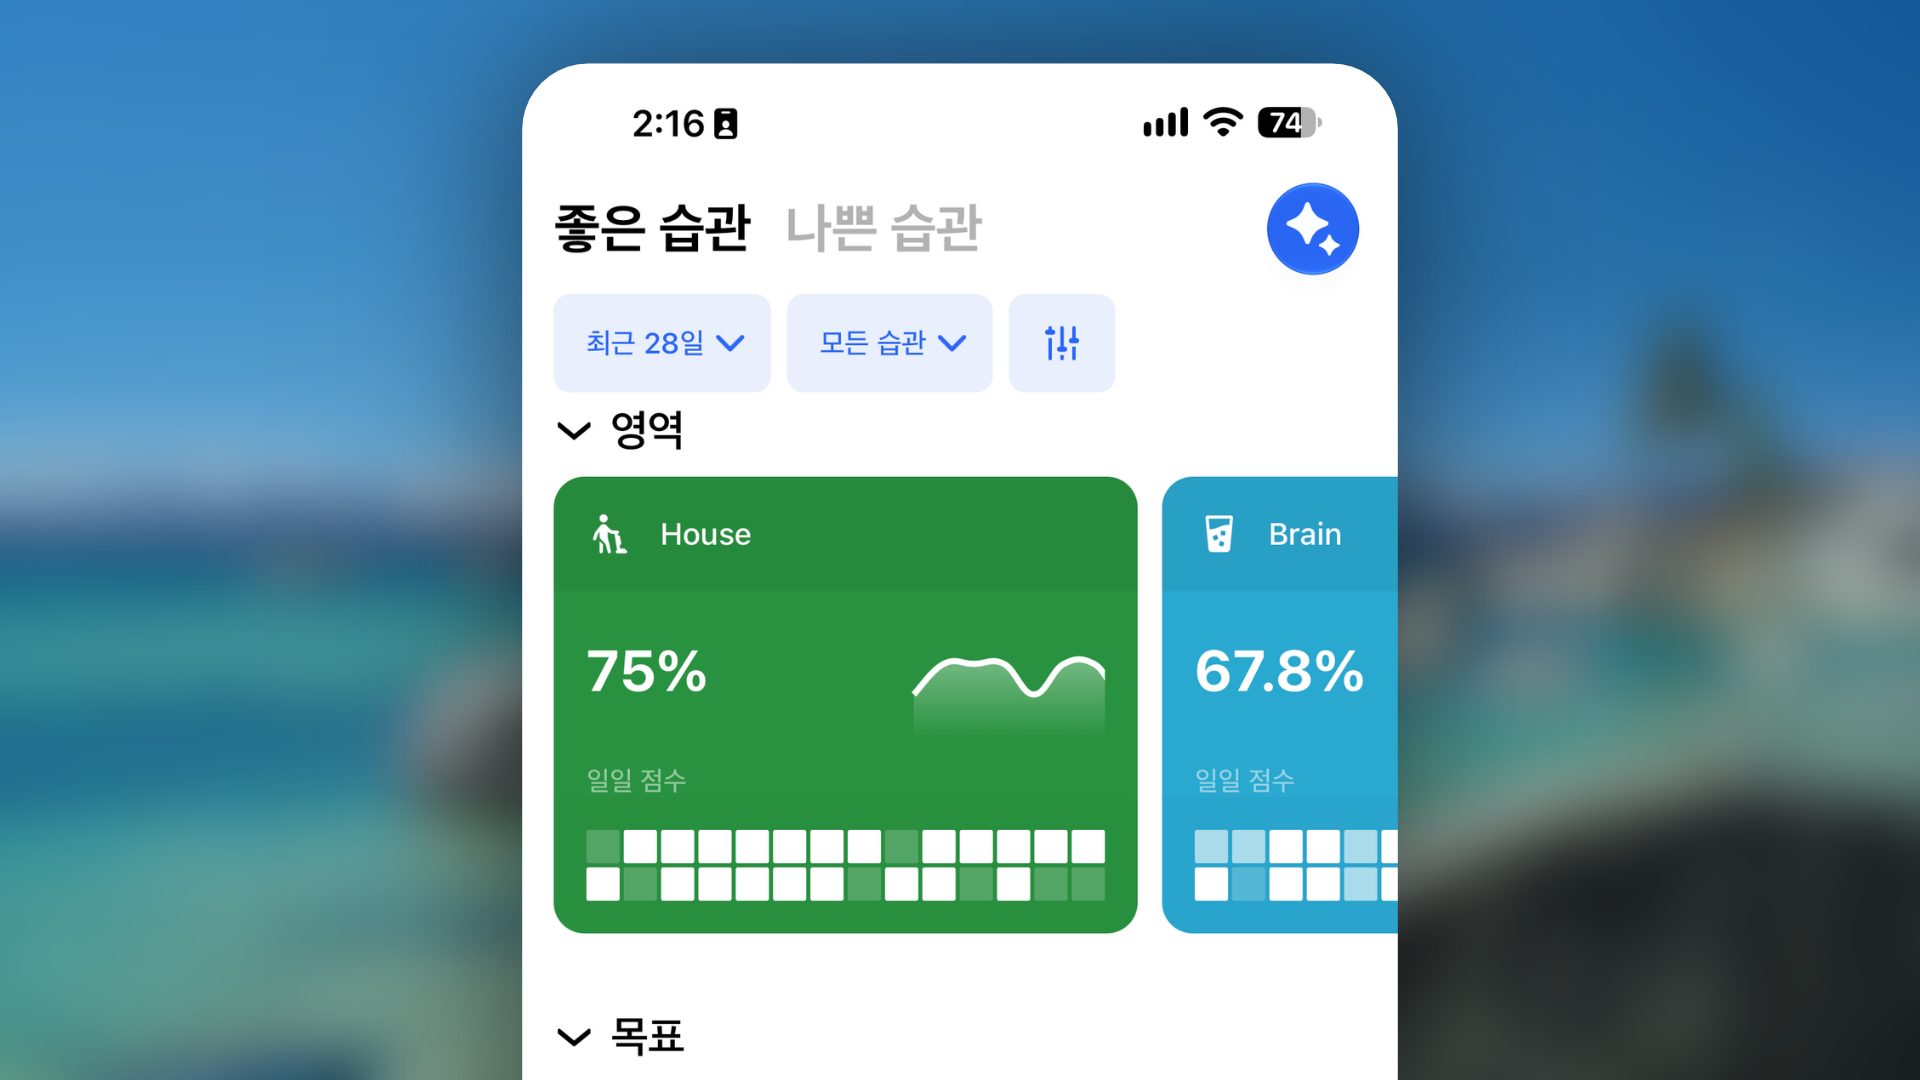 2:16
74
좋은 습관 나쁜 습관
최근 28일 모든 습관
영역
House
75%
일일 점수
Brain
67.8%
일일 점수
목표